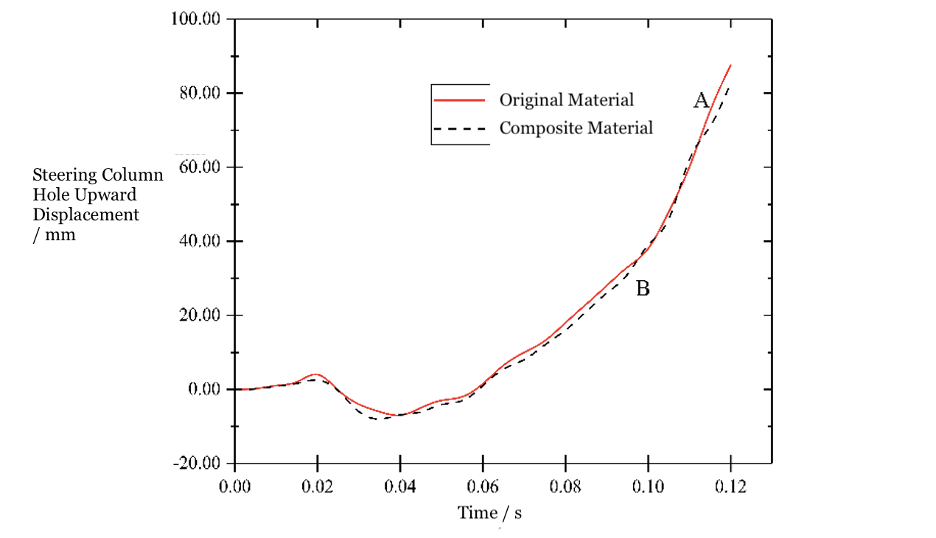 100.00
80.00
60.00
40.00
20.00
0.00
-20.00
Steering Column
Hole Upward
Displacement
/ mm
Original Material
Composite Material
A
B
0.00 0.02 0.04 0.06 0.08 0.10 0.12
Time / s